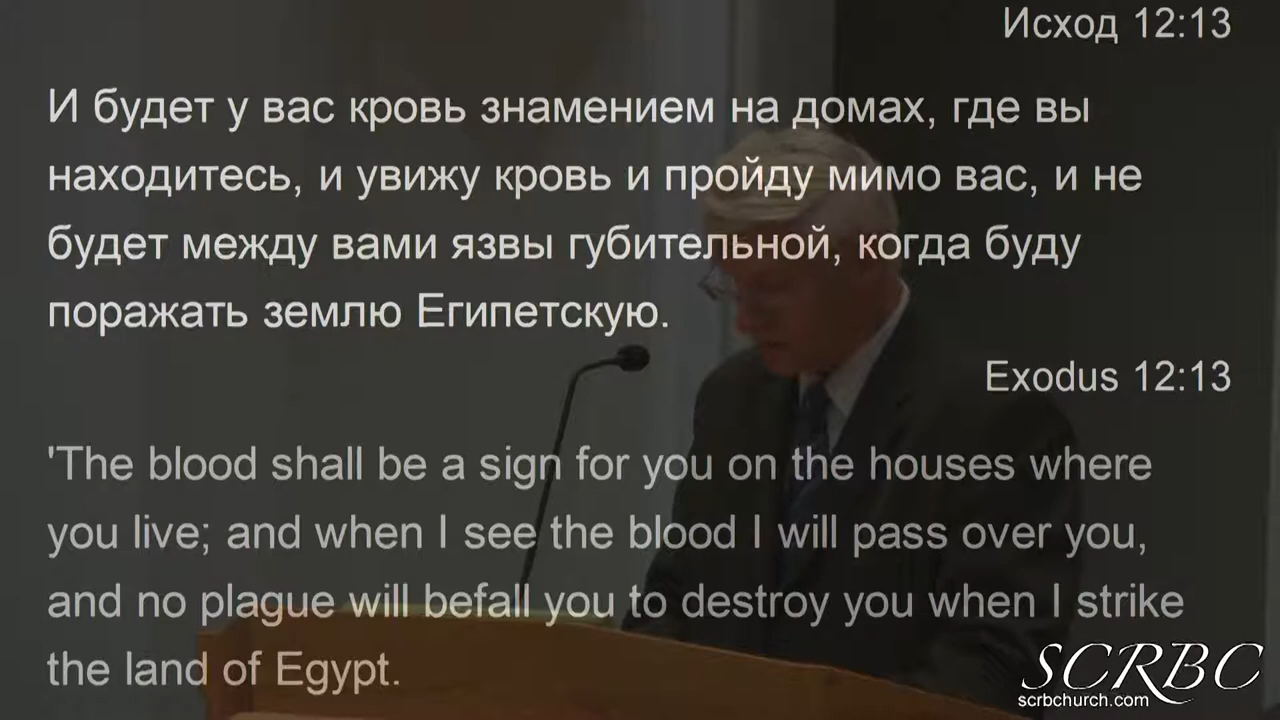 Исход 12:13
И будет у вас кровь знамением на домах, где вы
находитесь, и увижу кровь и пройду мимо вас, и не
будет между вами язвы губительной, когда буду
поражать землю Египетскую.
Exodus 12:13
'The blood shall be a sign for you on the houses where
you live; and when I see the blood I will pass over you,
and no plague will befall you to destroy you when I strike
the land of Egypt.
SCRBC
scrbchurch.com